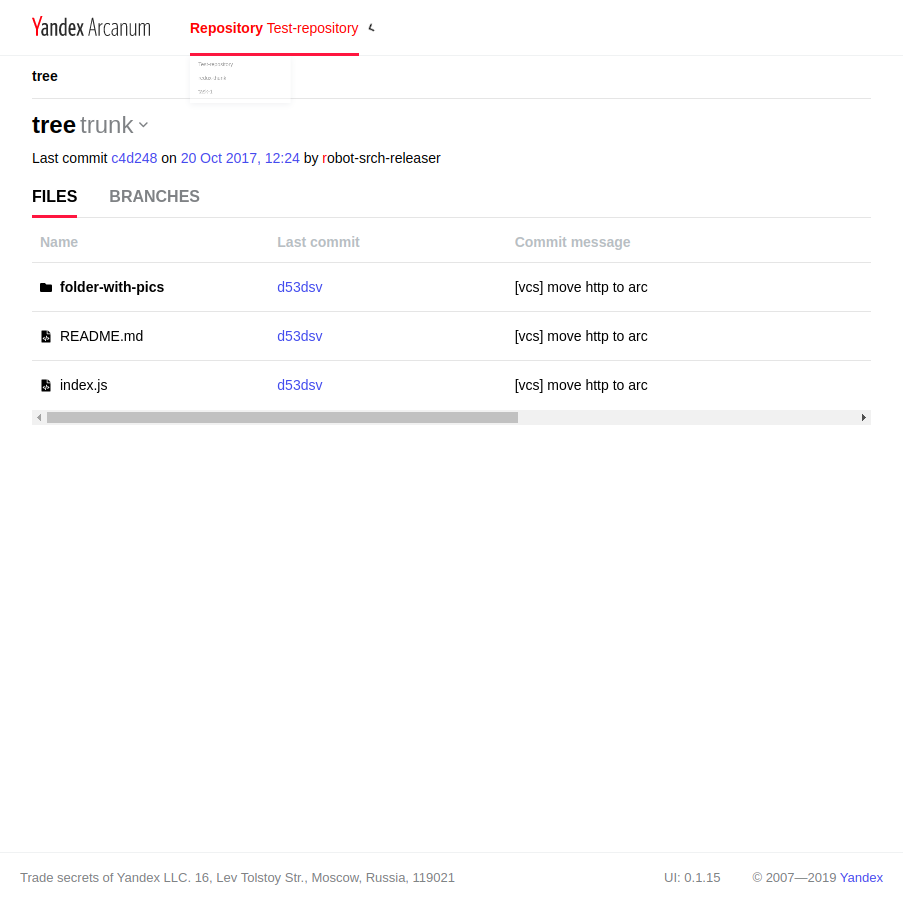 Yandex Arcanum
Repository Test-repository
Test-repository
redux-thunk
tree
tree trunk
Last commit c4d248 on 20 Oct 2017, 12:24 by robot-srch-releaser
FILES BRANCHES
Name Last commit Commit message
folder-with-pics d53dsv [vcs] move http to arc
README.md d53dsv [vcs] move http to arc
index.js d53dsv [vcs] move http to arc
Trade secrets of Yandex LLC. 16, Lev Tolstoy Str., Moscow, Russia, 119021 UI: 0.1.15 © 2007—2019 Yandex